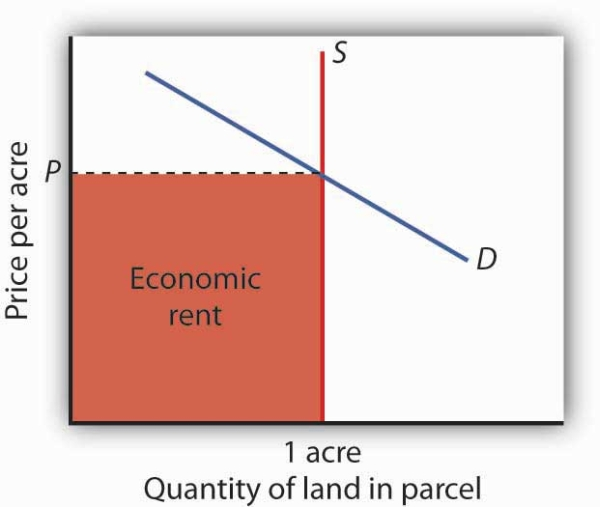 S
Price per acre
P
D
Economic
rent
1 acre
Quantity of land in parcel